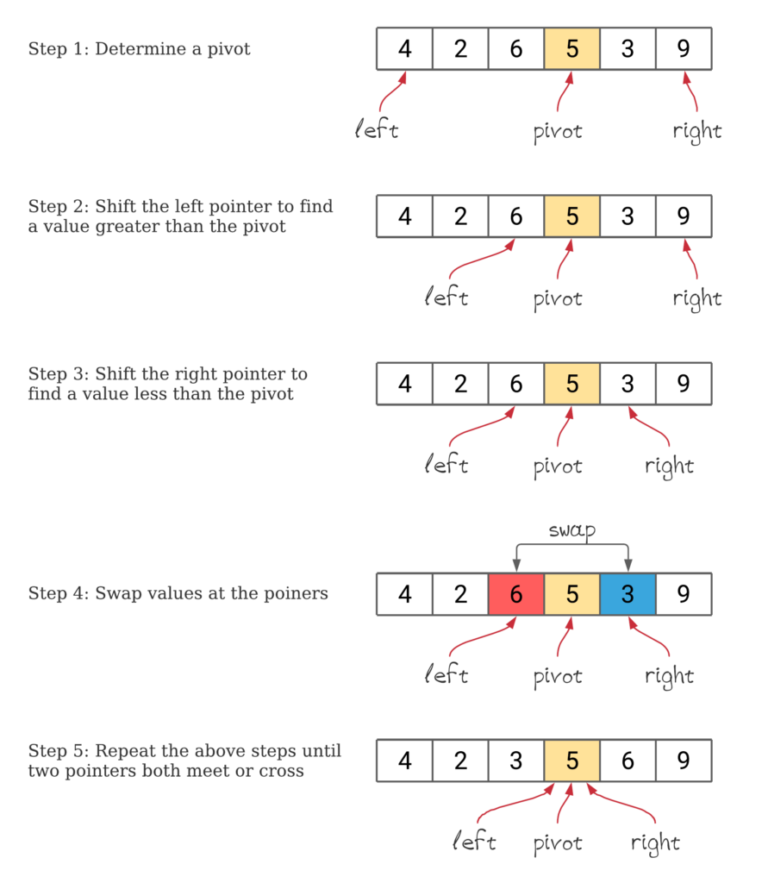 Step 1: Determine a pivot
4 2 6 5 3 9
left pivot right
Step 2: Shift the left pointer to find
a value greater than the pivot
4 2 6 5 3 9
left pivot right
Step 3: Shift the right pointer to
find a value less than the pivot
4 2 6 5 3 9
left pivot right
swap
Step 4: Swap values at the poiners
4 2 6 5 3 9
left pivot right
Step 5: Repeat the above steps until
two pointers both meet or cross
4 2 3 5 6 9
left pivot right